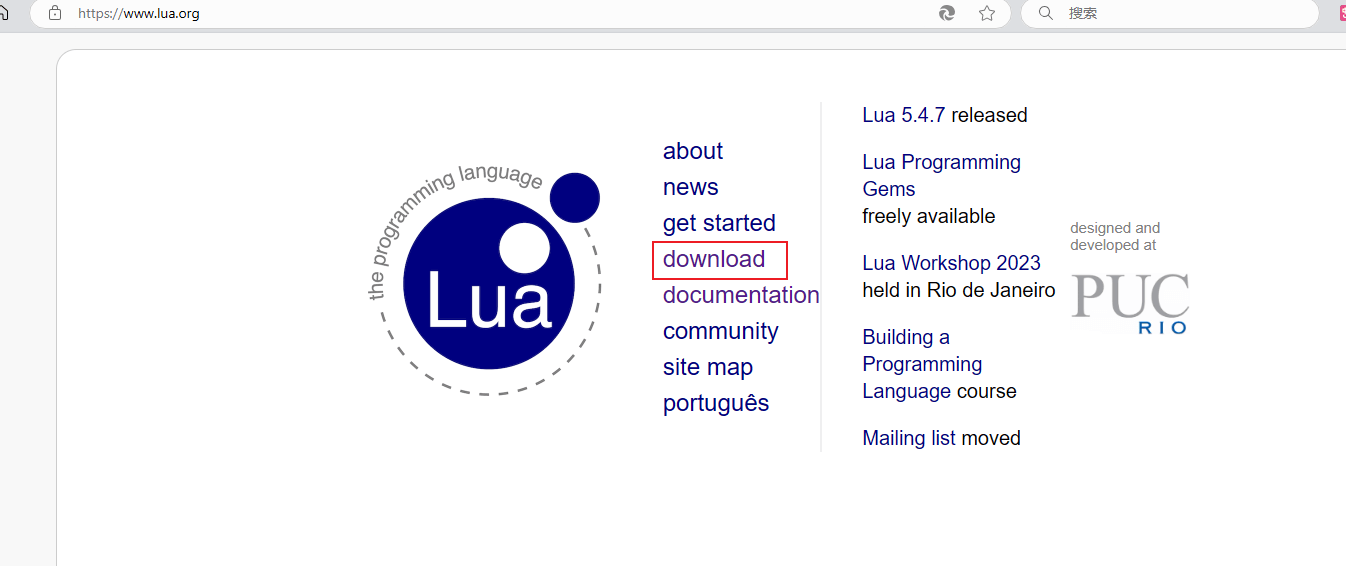 https://www.lua.org
搜索
the programming language
Lua
about
news
get started
download
documentation
community
site map
português
Lua 5.4.7 released
Lua Programming
Gems
freely available
Lua Workshop 2023
held in Rio de Janeiro
Building a
Programming
Language course
Mailing list moved
designed and
developed at
PUC
RIO